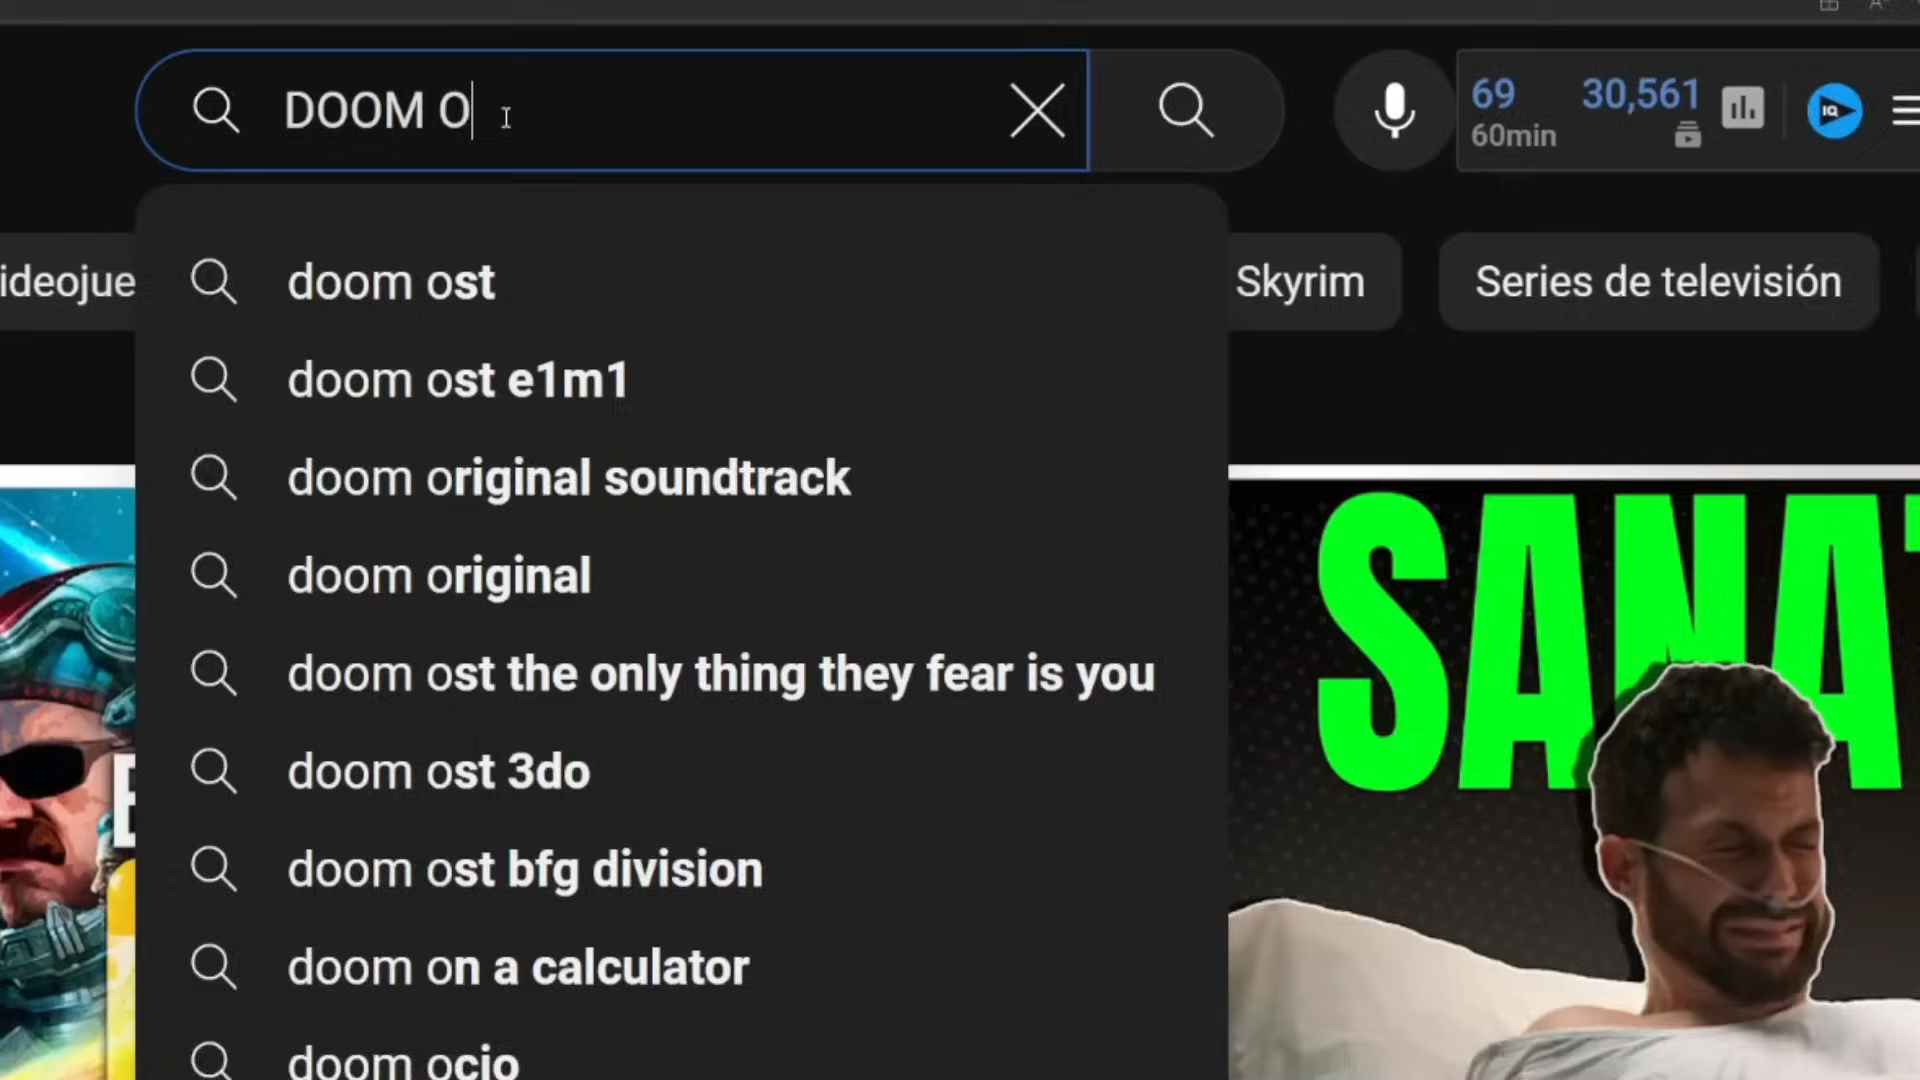 DOOM O
69
30,561
60min
IQ
ideojue
Skyrim
Series de televisión
doom ost
doom ost e1m1
doom original soundtrack
doom original
doom ost the only thing they fear is you
doom ost 3do
doom ost bfg division
doom on a calculator
doom ocio
SANAT